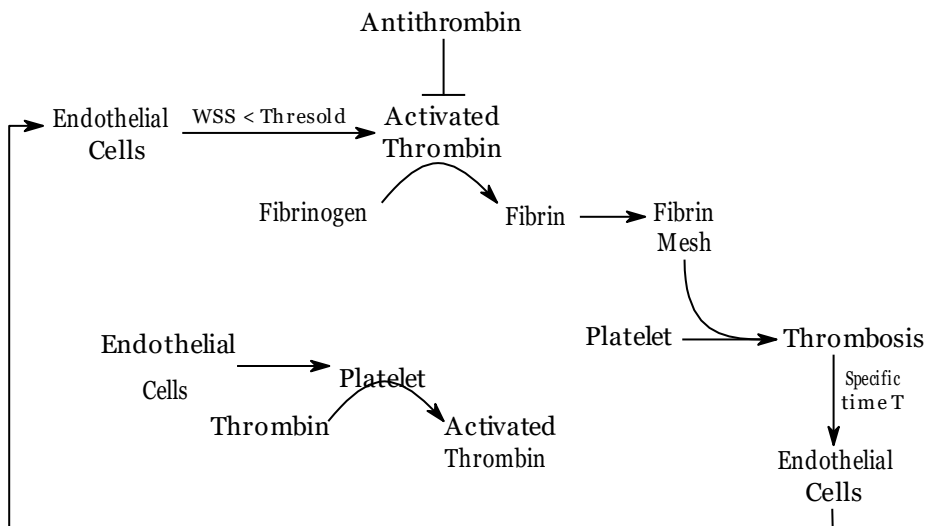 Antithrombin
Endothelial
Cells
WSS < Thresold
Activated
Thrombin
Fibrinogen
Fibrin
Fibrin
Mesh
Endothelial
Cells
Platelet
Thrombin
Activated
Thrombin
Platelet
Thrombosis
Specific
time T
Endothelial
Cells